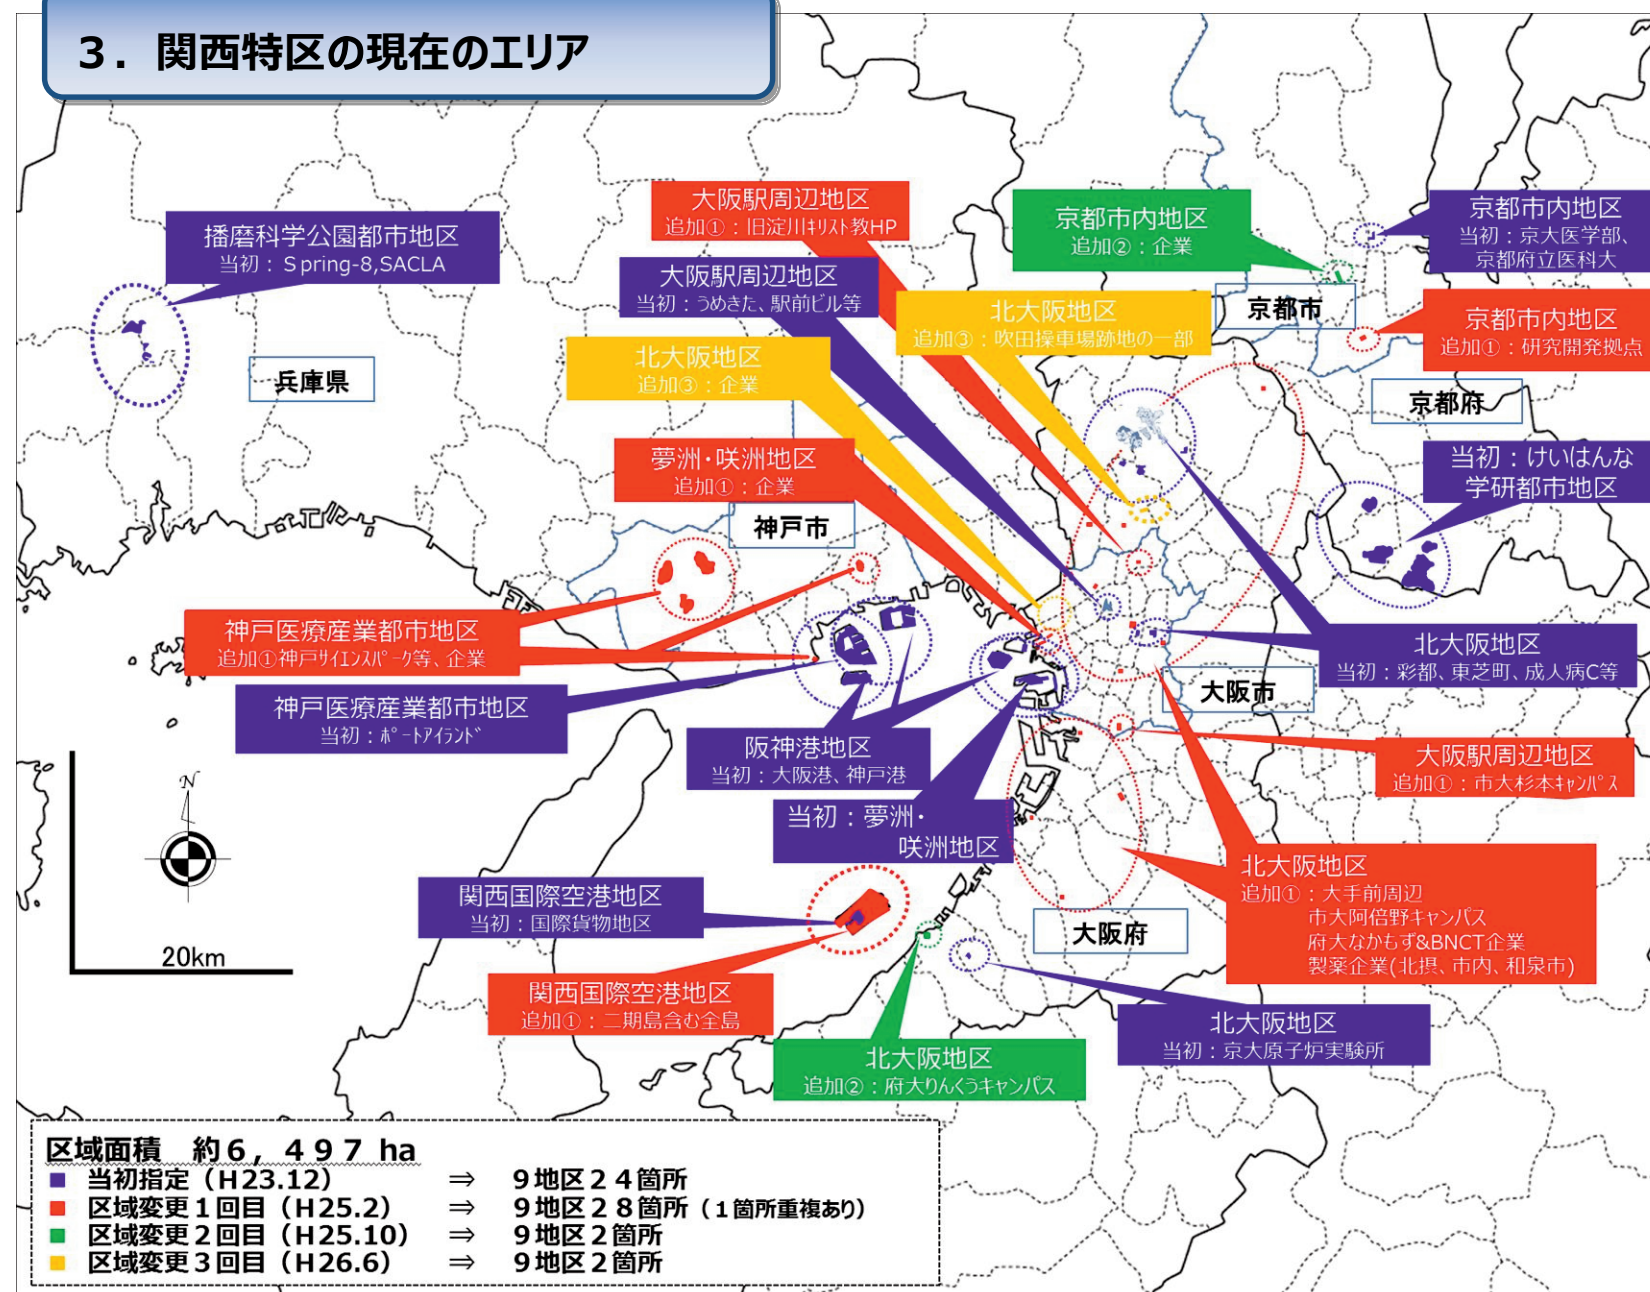 3．関西特区の現在のエリア
大阪駅周辺地区
追加①：旧淀川ｷﾘｽﾄ教HP
京都市内地区
追加②：企業
京都市内地区
当初：京大医学部、
京都府立医科大
播磨科学公園都市地区
当初：Spring-8,SACLA
大阪駅周辺地区
当初：うめきた、駅前ビル等
北大阪地区
追加③：吹田操車場跡地の一部
京都市
京都市内地区
追加①：研究開発拠点
北大阪地区
追加③：企業
兵庫県
京都府
夢洲・咲洲地区
追加①：企業
当初：けいはんな
学研都市地区
神戸市
神戸医療産業都市地区
追加①神戸ｻｲｴﾝｽﾊﾟｰｸ等、企業
北大阪地区
当初：彩都、東芝町、成人病C等
大阪市
神戸医療産業都市地区
当初：ﾎﾟｰﾄｱｲﾗﾝﾄﾞ
阪神港地区
当初：大阪港、神戸港
大阪駅周辺地区
追加①：市大杉本ｷｬﾝﾊﾟｽ
当初：夢洲・
咲洲地区
N
20km
北大阪地区
追加①：大手前周辺
市大阿倍野キャンパス
府大なかもず&BNCT企業
製薬企業(北摂、市内、和泉市)
関西国際空港地区
当初：国際貨物地区
大阪府
関西国際空港地区
追加①：二期島含む全島
北大阪地区
当初：京大原子炉実験所
北大阪地区
追加②：府大りんくうキャンパス
区域面積　約６，４９７ ha
■ 当初指定（H23.12） ⇒ ９地区２４箇所
■ 区域変更１回目（H25.2） ⇒ ９地区２８箇所（１箇所重複あり）
■ 区域変更２回目（H25.10） ⇒ ９地区２箇所
■ 区域変更３回目（H26.6） ⇒ ９地区２箇所